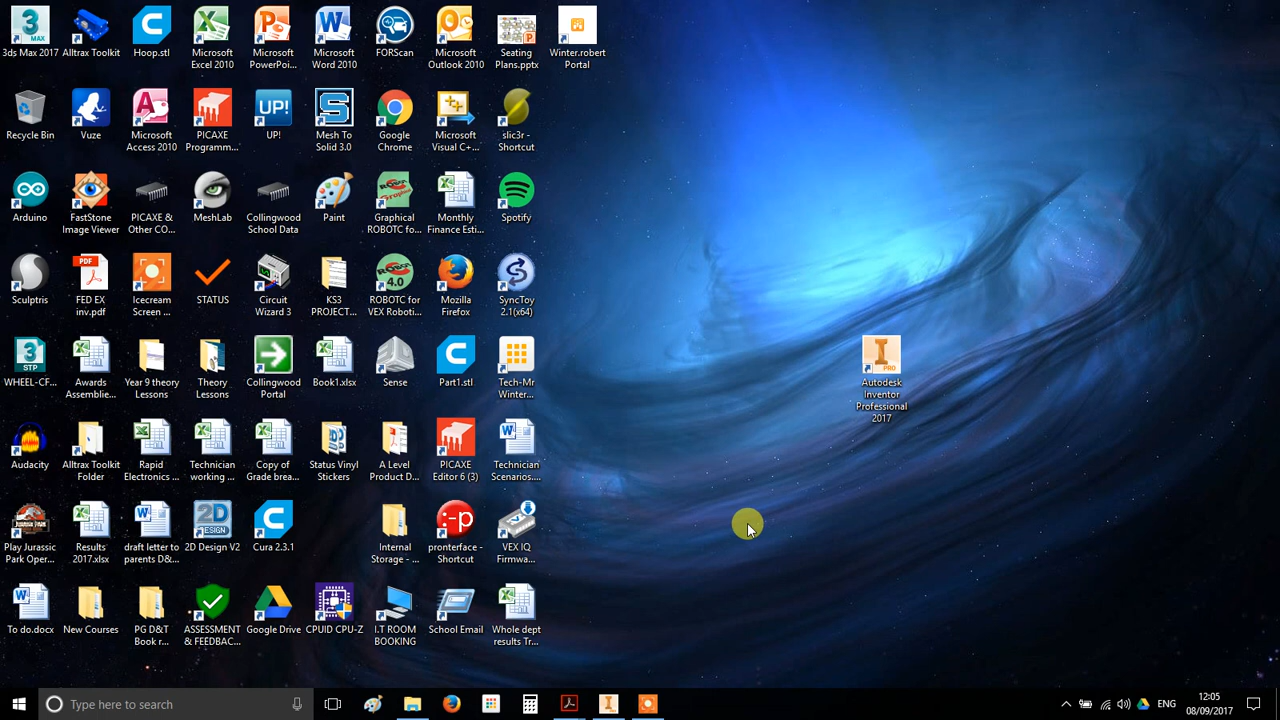 3ds Max 2017
Alltrax Toolkit
Hoop.stl
Microsoft
Excel 2010
Microsoft
PowerPoi...
Microsoft
Word 2010
FORScan
Microsoft
Outlook 2010
Seating
Plans.pptx
Winter.robert
Portal
Recycle Bin
Vuze
Microsoft
Access 2010
PICAXE
Programm...
UP!
UP!
Mesh To
Solid 3.0
Google
Chrome
Microsoft
Visual C+...
slic3r -
Shortcut
Arduino
FastStone
Image Viewer
PICAXE &
Other CO...
MeshLab
Collingwood
School Data
Paint
Graphical
ROBOTC fo...
Monthly
Finance Esti...
Spotify
Sculptris
PDF
FED EX
inv.pdf
Icecream
Screen ...
STATUS
Circuit
Wizard 3
KS3
PROJECT...
4.0
ROBOTC for
VEX Roboti...
Mozilla
Firefox
SyncToy
2.1(x64)
3
STP
WHEEL-CF...
Awards
Assemblie...
Year 9 theory
Lessons
Theory
Lessons
Collingwood
Portal
Book1.xlsx
Sense
Part1.stl
Tech-Mr
Winter...
PRO
Autodesk
Inventor
Professional
2017
Audacity
Alltrax Toolkit
Folder
Rapid
Electronics ...
Technician
working ...
Copy of
Grade brea...
Status Vinyl
Stickers
A Level
Product D...
PICAXE
Editor 6 (3)
Technician
Scenarios....
Play Jurassic
Park Oper...
Results
2017.xlsx
draft letter to
parents D&...
2D
DESIGN
2D Design V2
Cura 2.3.1
Internal
Storage - ...
:-p
pronterface -
Shortcut
VEX IQ
Firmwa...
To do.docx
New Courses
PG D&T
Book r...
ASSESSMENT
& FEEDBAC...
Google Drive
CPUID CPU-Z
I.T ROOM
BOOKING
School Email
Whole dept
results Tr...
Type here to search
ENG
12:05
08/09/2017